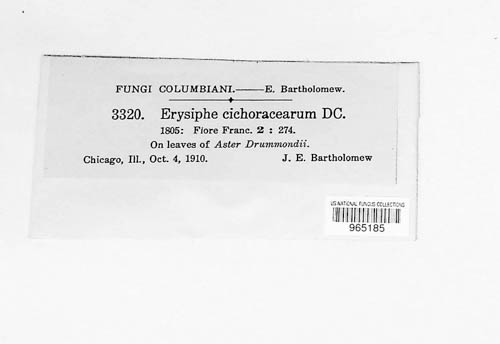 FUNGI COLUMBIANI.——E. Bartholomew.
3320. Erysiphe cichoracearum DC.
1805: Flore Franc. 2 : 274.
On leaves of Aster Drummondii.
Chicago, Ill., Oct. 4, 1910. J. E. Bartholomew
US NATIONAL FUNGUS COLLECTIONS
965185